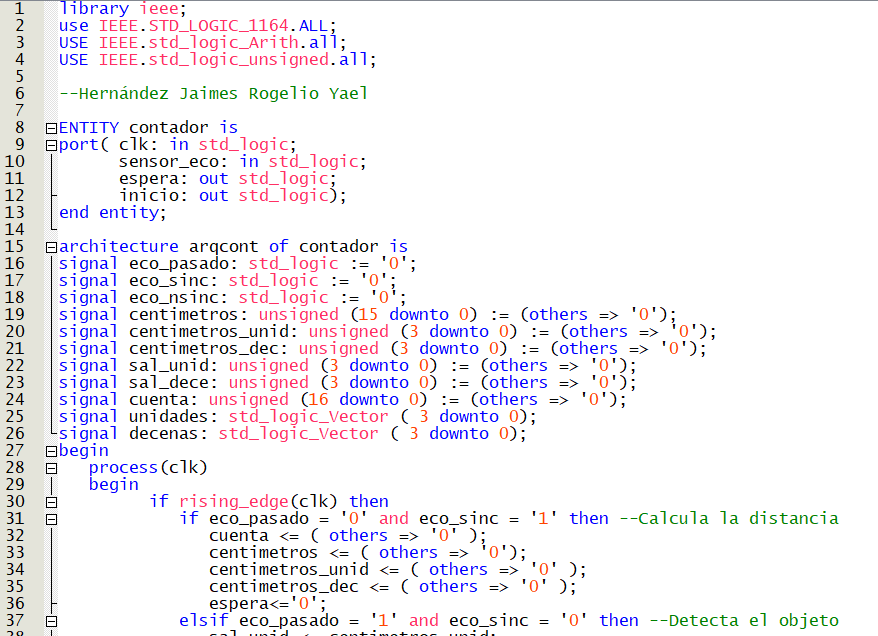 1 library ieee;
2 use IEEE.STD_LOGIC_1164.ALL;
3 USE IEEE.std_logic_Arith.all;
4 USE IEEE.std_logic_unsigned.all;
5
6 --Hernández Jaimes Rogelio Yael
7
8 ENTITY contador is
9 port( clk: in std_logic;
10 sensor_eco: in std_logic;
11 espera: out std_logic;
12 inicio: out std_logic);
13 end entity;
14
15 architecture arqcont of contador is
16 signal eco_pasado: std_logic := '0';
17 signal eco_sinc: std_logic := '0';
18 signal eco_nsinc: std_logic := '0';
19 signal centimetros: unsigned (15 downto 0) := (others => '0');
20 signal centimetros_unid: unsigned (3 downto 0) := (others => '0');
21 signal centimetros_dec: unsigned (3 downto 0) := (others => '0');
22 signal sal_unid: unsigned (3 downto 0) := (others => '0');
23 signal sal_dece: unsigned (3 downto 0) := (others => '0');
24 signal cuenta: unsigned (16 downto 0) := (others => '0');
25 signal unidades: std_logic_Vector ( 3 downto 0);
26 signal decenas: std_logic_Vector ( 3 downto 0);
27 begin
28 process(clk)
29 begin
30 if rising_edge(clk) then
31 if eco_pasado = '0' and eco_sinc = '1' then --Calcula la distancia
32 cuenta <= ( others => '0' );
33 centimetros <= ( others => '0');
34 centimetros_unid <= ( others => '0' );
35 centimetros_dec <= ( others => '0' );
36 espera<='0';
37 elsif eco_pasado = '1' and eco_sinc = '0' then --Detecta el objeto
38 sal_unid <= centimetros_unid;